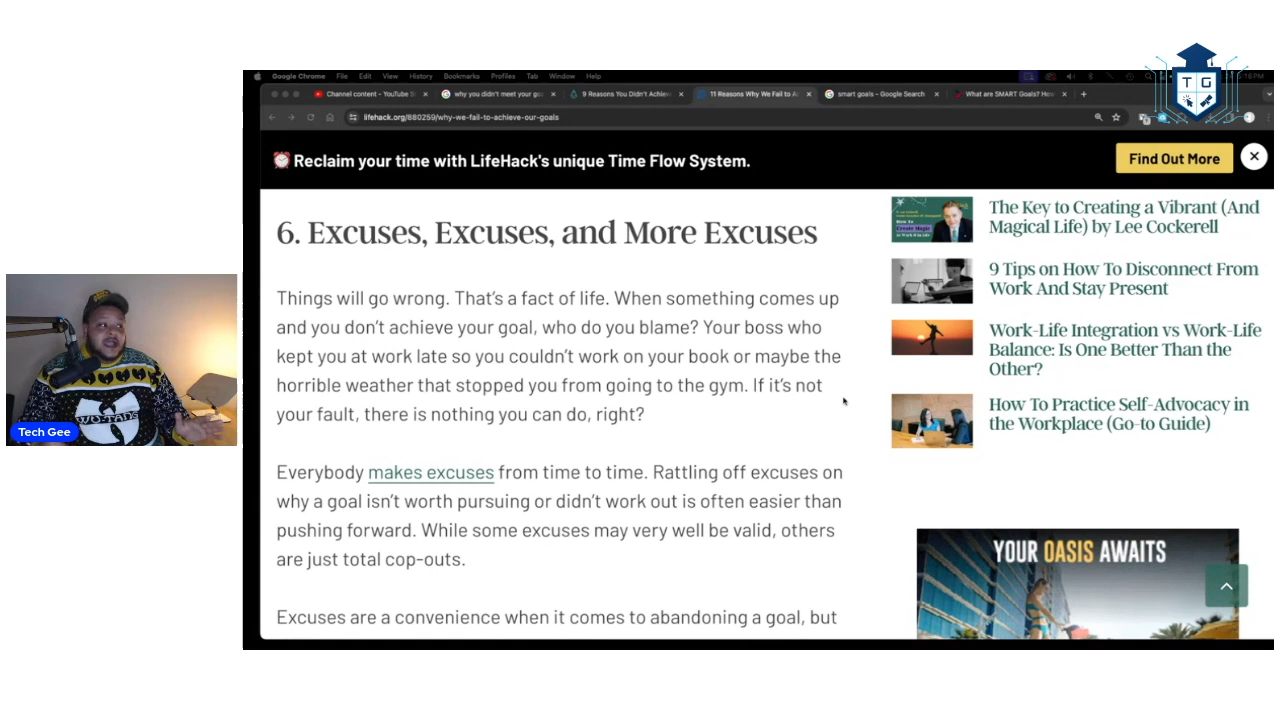 Google Chrome File Edit View History Bookmarks Profiles Tab Window Help
Channel content - YouTube S
why you didn't meet your go
9 Reasons You Didn't Achiev
11 Reasons Why We Fail to A
smart goals - Google Search
What are SMART Goals? How
lifehack.org/880259/why-we-fail-to-achieve-our-goals
T G
Reclaim your time with LifeHack's unique Time Flow System.
Find Out More
6. Excuses, Excuses, and More Excuses
Things will go wrong. That's a fact of life. When something comes up
and you don't achieve your goal, who do you blame? Your boss who
kept you at work late so you couldn't work on your book or maybe the
horrible weather that stopped you from going to the gym. If it's not
your fault, there is nothing you can do, right?
Everybody makes excuses from time to time. Rattling off excuses on
why a goal isn't worth pursuing or didn't work out is often easier than
pushing forward. While some excuses may very well be valid, others
are just total cop-outs.
Excuses are a convenience when it comes to abandoning a goal, but
The Key to Creating a Vibrant (And
Magical Life) by Lee Cockerell
9 Tips on How To Disconnect From
Work And Stay Present
Work-Life Integration vs Work-Life
Balance: Is One Better Than the
Other?
How To Practice Self-Advocacy in
the Workplace (Go-to Guide)
YOUR OASIS AWAITS
WU-TANG
Tech Gee